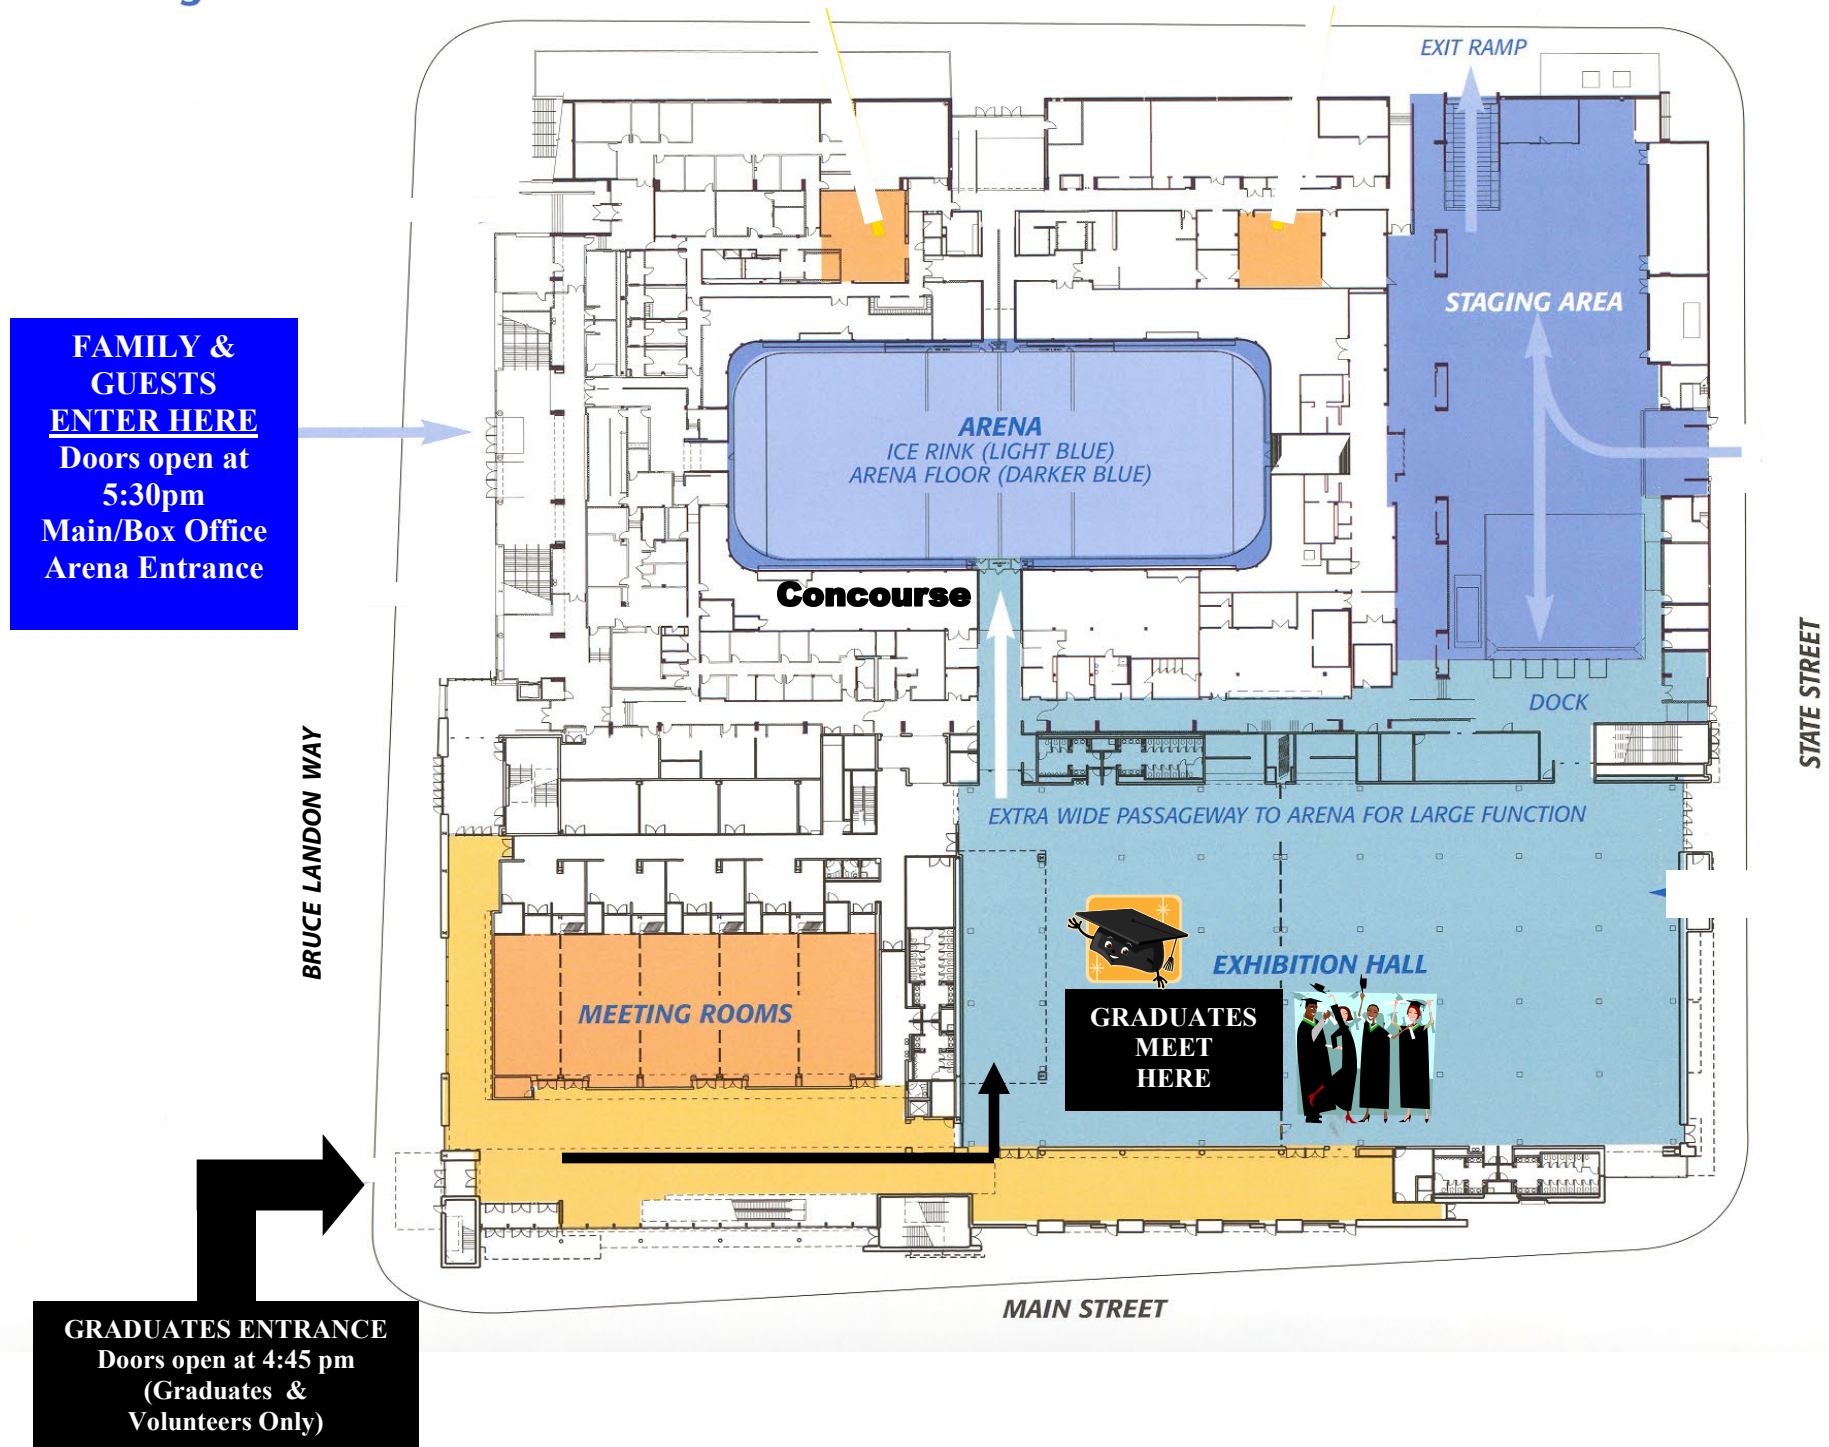 EXIT RAMP
STAGING AREA
FAMILY &
GUESTS
ENTER HERE
Doors open at
5:30pm
Main/Box Office
Arena Entrance
ARENA
ICE RINK (LIGHT BLUE)
ARENA FLOOR (DARKER BLUE)
Concourse
DOCK
STATE STREET
BRUCE LANDON WAY
EXTRA WIDE PASSAGEWAY TO ARENA FOR LARGE FUNCTION
EXHIBITION HALL
MEETING ROOMS
GRADUATES
MEET
HERE
MAIN STREET
GRADUATES ENTRANCE
Doors open at 4:45 pm
(Graduates &
Volunteers Only)